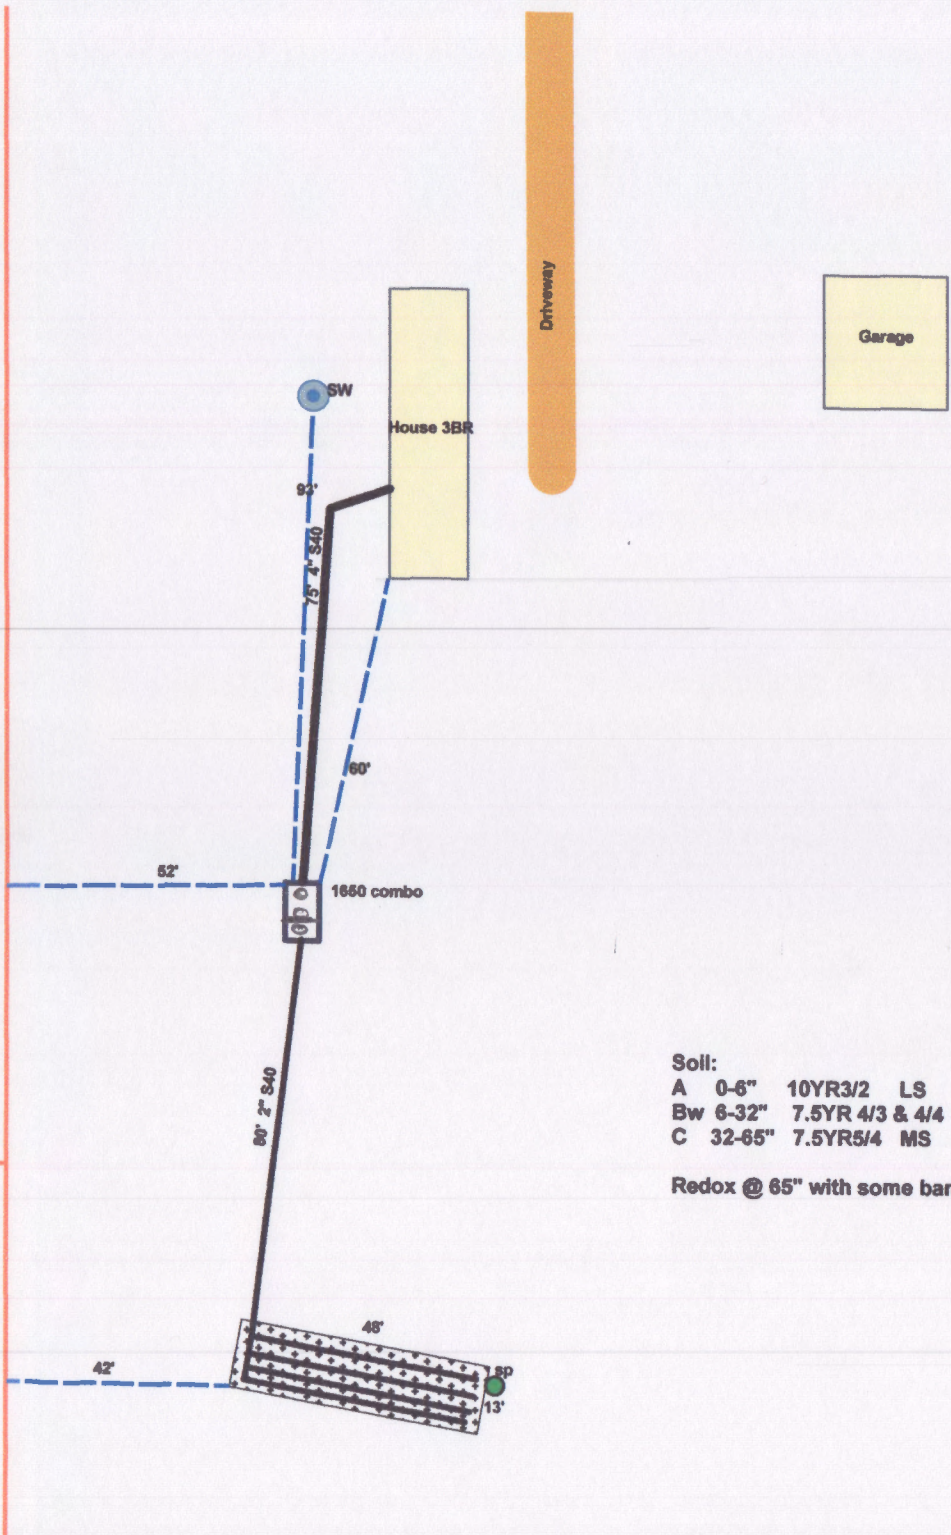 Driveway
Garage
SW
House 3BR
93'
75' 4" S40
60'
52'
1650 combo
80' 2" S40
Soil:
A 0-6" 10YR3/2 LS
Bw 6-32" 7.5YR 4/3 & 4/4
C 32-65" 7.5YR5/4 MS
Redox @ 65" with some
48'
42'
sp
13'